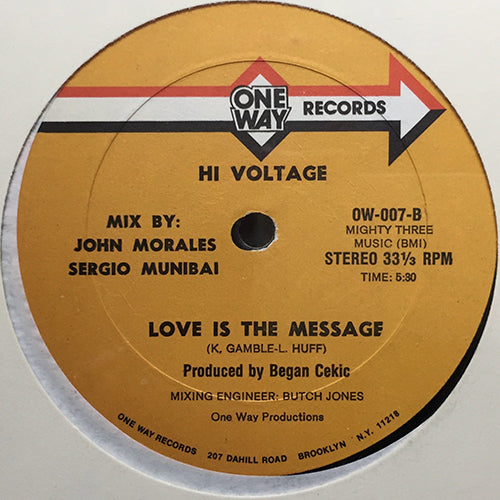 ONE
WAY
RECORDS
HI VOLTAGE
MIX BY:
JOHN MORALES
SERGIO MUNIBAI
OW-007-B
MIGHTY THREE
MUSIC (BMI)
STEREO 33⅓ RPM
TIME: 5:30
LOVE IS THE MESSAGE
(K. GAMBLE-L. HUFF)
Produced by Began Cekic
MIXING ENGINEER: BUTCH JONES
One Way Productions
ONE WAY RECORDS 207 DAHILL ROAD BROOKLYN N.Y. 11218